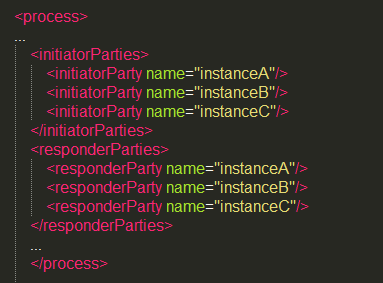 <process>
...
<initiatorParties>
<initiatorParty name="instanceA"/>
<initiatorParty name="instanceB"/>
<initiatorParty name="instanceC"/>
</initiatorParties>
<responderParties>
<responderParty name="instanceA"/>
<responderParty name="instanceB"/>
<responderParty name="instanceC"/>
</responderParties>
...
</process>